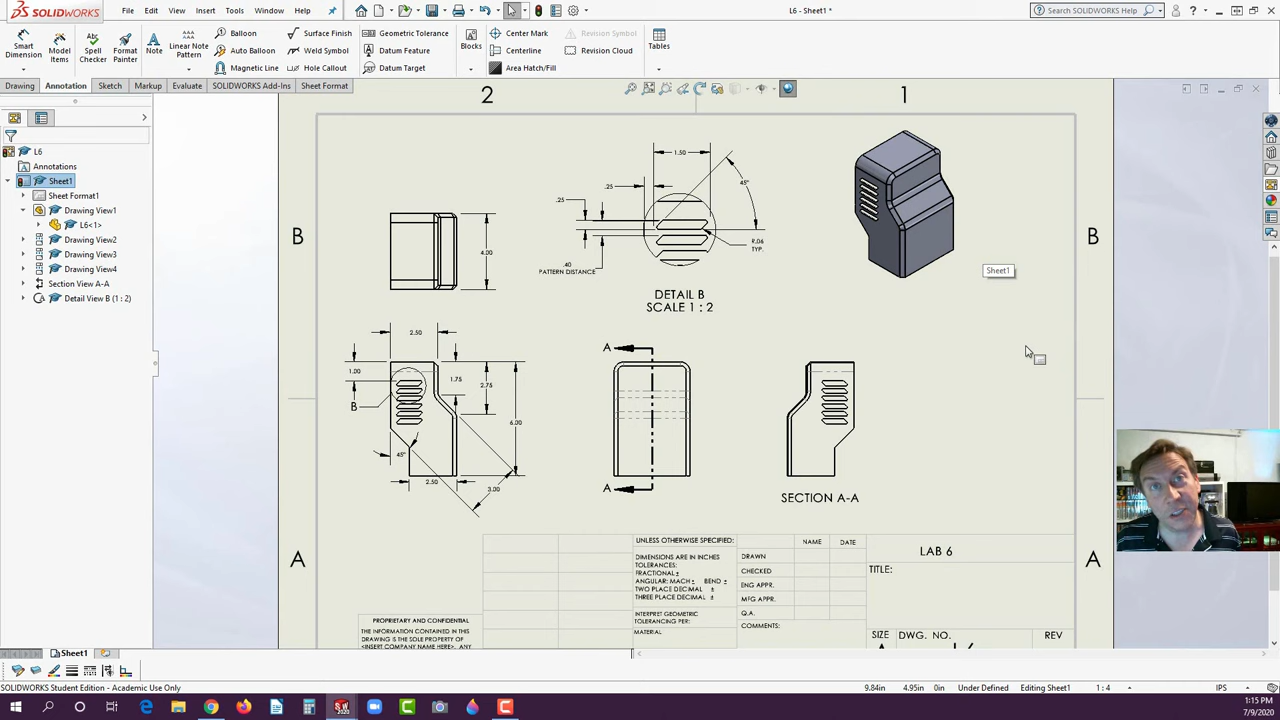 SOLIDWORKS File Edit View Insert Tools Window Help L6 - Sheet1 * Search SOLIDWORKS Help
Smart Dimension
Model Items
Spell Checker
Format Painter
Note
Linear Note Pattern
Balloon
Auto Balloon
Magnetic Line
Surface Finish
Weld Symbol
Hole Callout
Geometric Tolerance
Datum Feature
Datum Target
Blocks
Center Mark
Centerline
Area Hatch/Fill
Revision Symbol
Revision Cloud
Tables
Drawing Annotation Sketch Markup Evaluate SOLIDWORKS Add-Ins Sheet Format
2 1
L6
Annotations
Sheet1
Sheet Format1
Drawing View1
L6<1>
Drawing View2
Drawing View3
Drawing View4
Section View A-A
Detail View B (1 : 2)
1.50
45°
.25
.25
B
B
4.00
R.06
TYP.
.40
PATTERN DISTANCE
Sheet1
DETAIL B
SCALE 1 : 2
2.50
1.00
1.75
2.75
6.00
B
45°
2.50
3.00
A
A
SECTION A-A
A
A
UNLESS OTHERWISE SPECIFIED:
DIMENSIONS ARE IN INCHES
TOLERANCES:
FRACTIONAL ±
ANGULAR: MACH ± BEND ±
TWO PLACE DECIMAL ±
THREE PLACE DECIMAL ±
INTERPRET GEOMETRIC
TOLERANCING PER:
MATERIAL
NAME DATE
DRAWN
CHECKED
ENG APPR.
MFG APPR.
Q.A.
COMMENTS:
LAB 6
TITLE:
SIZE DWG. NO. REV
PROPRIETARY AND CONFIDENTIAL
THE INFORMATION CONTAINED IN THIS
DRAWING IS THE SOLE PROPERTY OF
<INSERT COMPANY NAME HERE>. ANY
Sheet1
SOLIDWORKS Student Edition - Academic Use Only 9.84in 4.95in 0in Under Defined Editing Sheet1 1 : 4 IPS
1:15 PM
7/9/2020